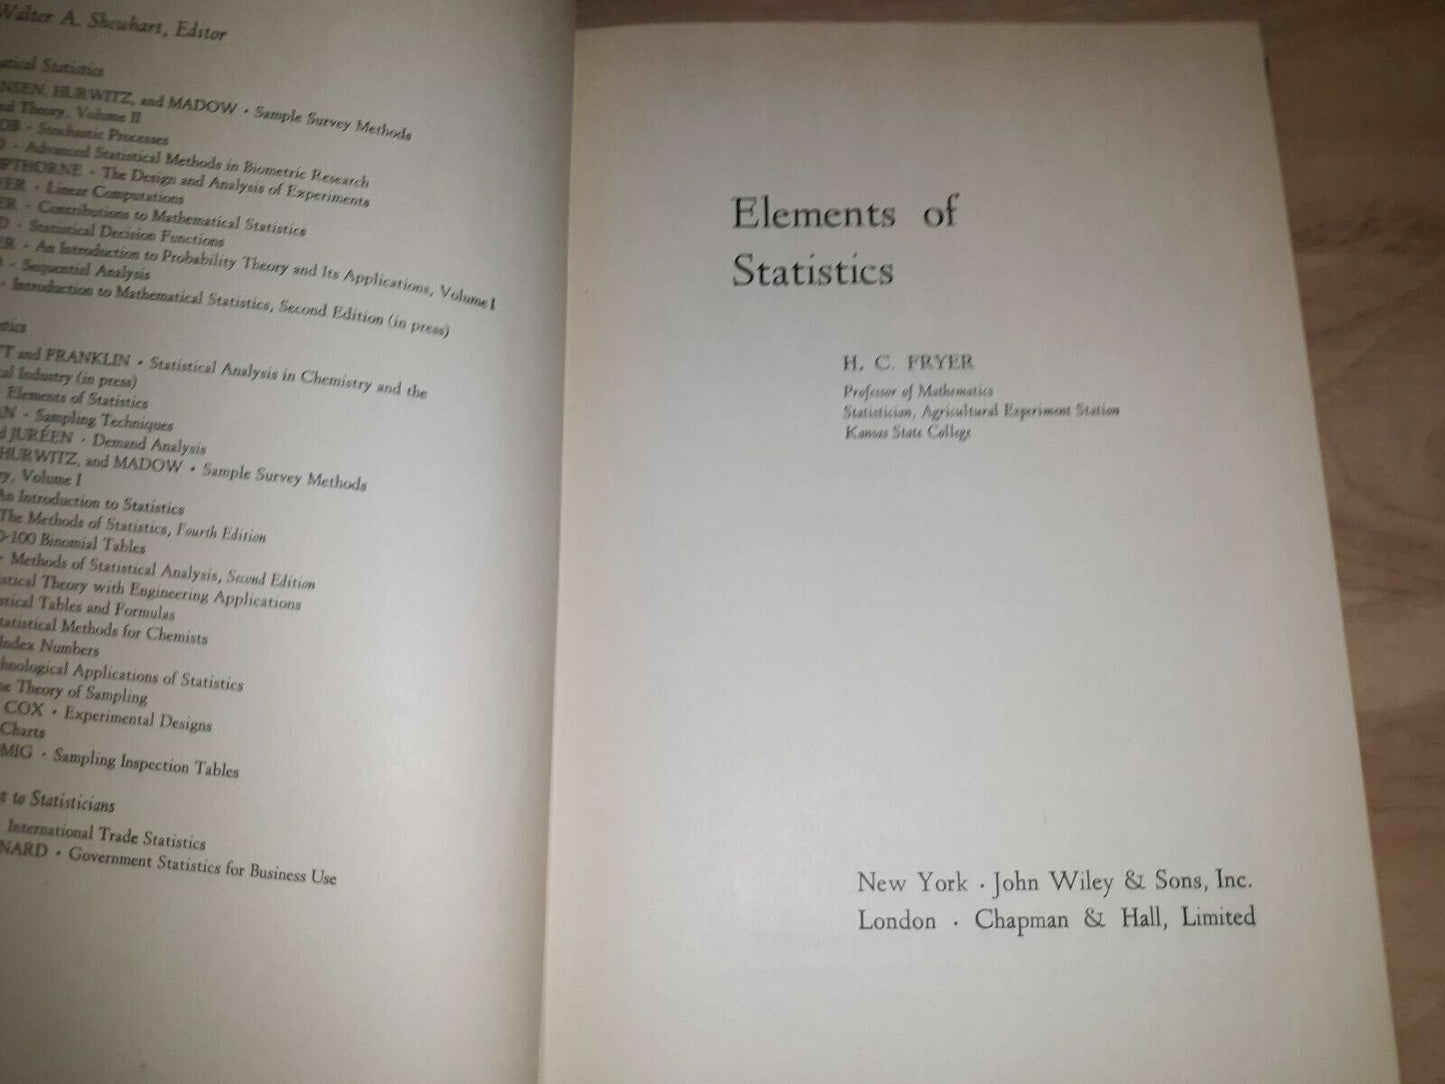 Walter A. Shewhart, Editor
Statistics
HURWITZ, and MADOW · Sample Survey Methods
Theory, Volume II
· Stochastic Processes
· Advanced Statistical Methods in Biometric Research
· The Design and Analysis of Experiments
· Linear Computations
· Contributions to Mathematical Statistics
· Statistical Decision Functions
· An Introduction to Probability Theory and Its Applications, Volume I
· Sequential Analysis
· Introduction to Mathematical Statistics, Second Edition (in press)
and FRANKLIN · Statistical Analysis in Chemistry and the
Industry (in press)
Elements of Statistics
· Sampling Techniques
JURÉEN · Demand Analysis
HURWITZ, and MADOW · Sample Survey Methods
Volume I
An Introduction to Statistics
The Methods of Statistics, Fourth Edition
Binomial Tables
· Methods of Statistical Analysis, Second Edition
Theory with Engineering Applications
Tables and Formulas
Methods for Chemists
Index Numbers
Applications of Statistics
Theory of Sampling
COX · Experimental Designs
Charts
· Sampling Inspection Tables
to Statisticians
International Trade Statistics
· Government Statistics for Business Use
Elements of
Statistics
H. C. FRYER
Professor of Mathematics
Statistician, Agricultural Experiment Station
Kansas State College
New York · John Wiley & Sons, Inc.
London · Chapman & Hall, Limited